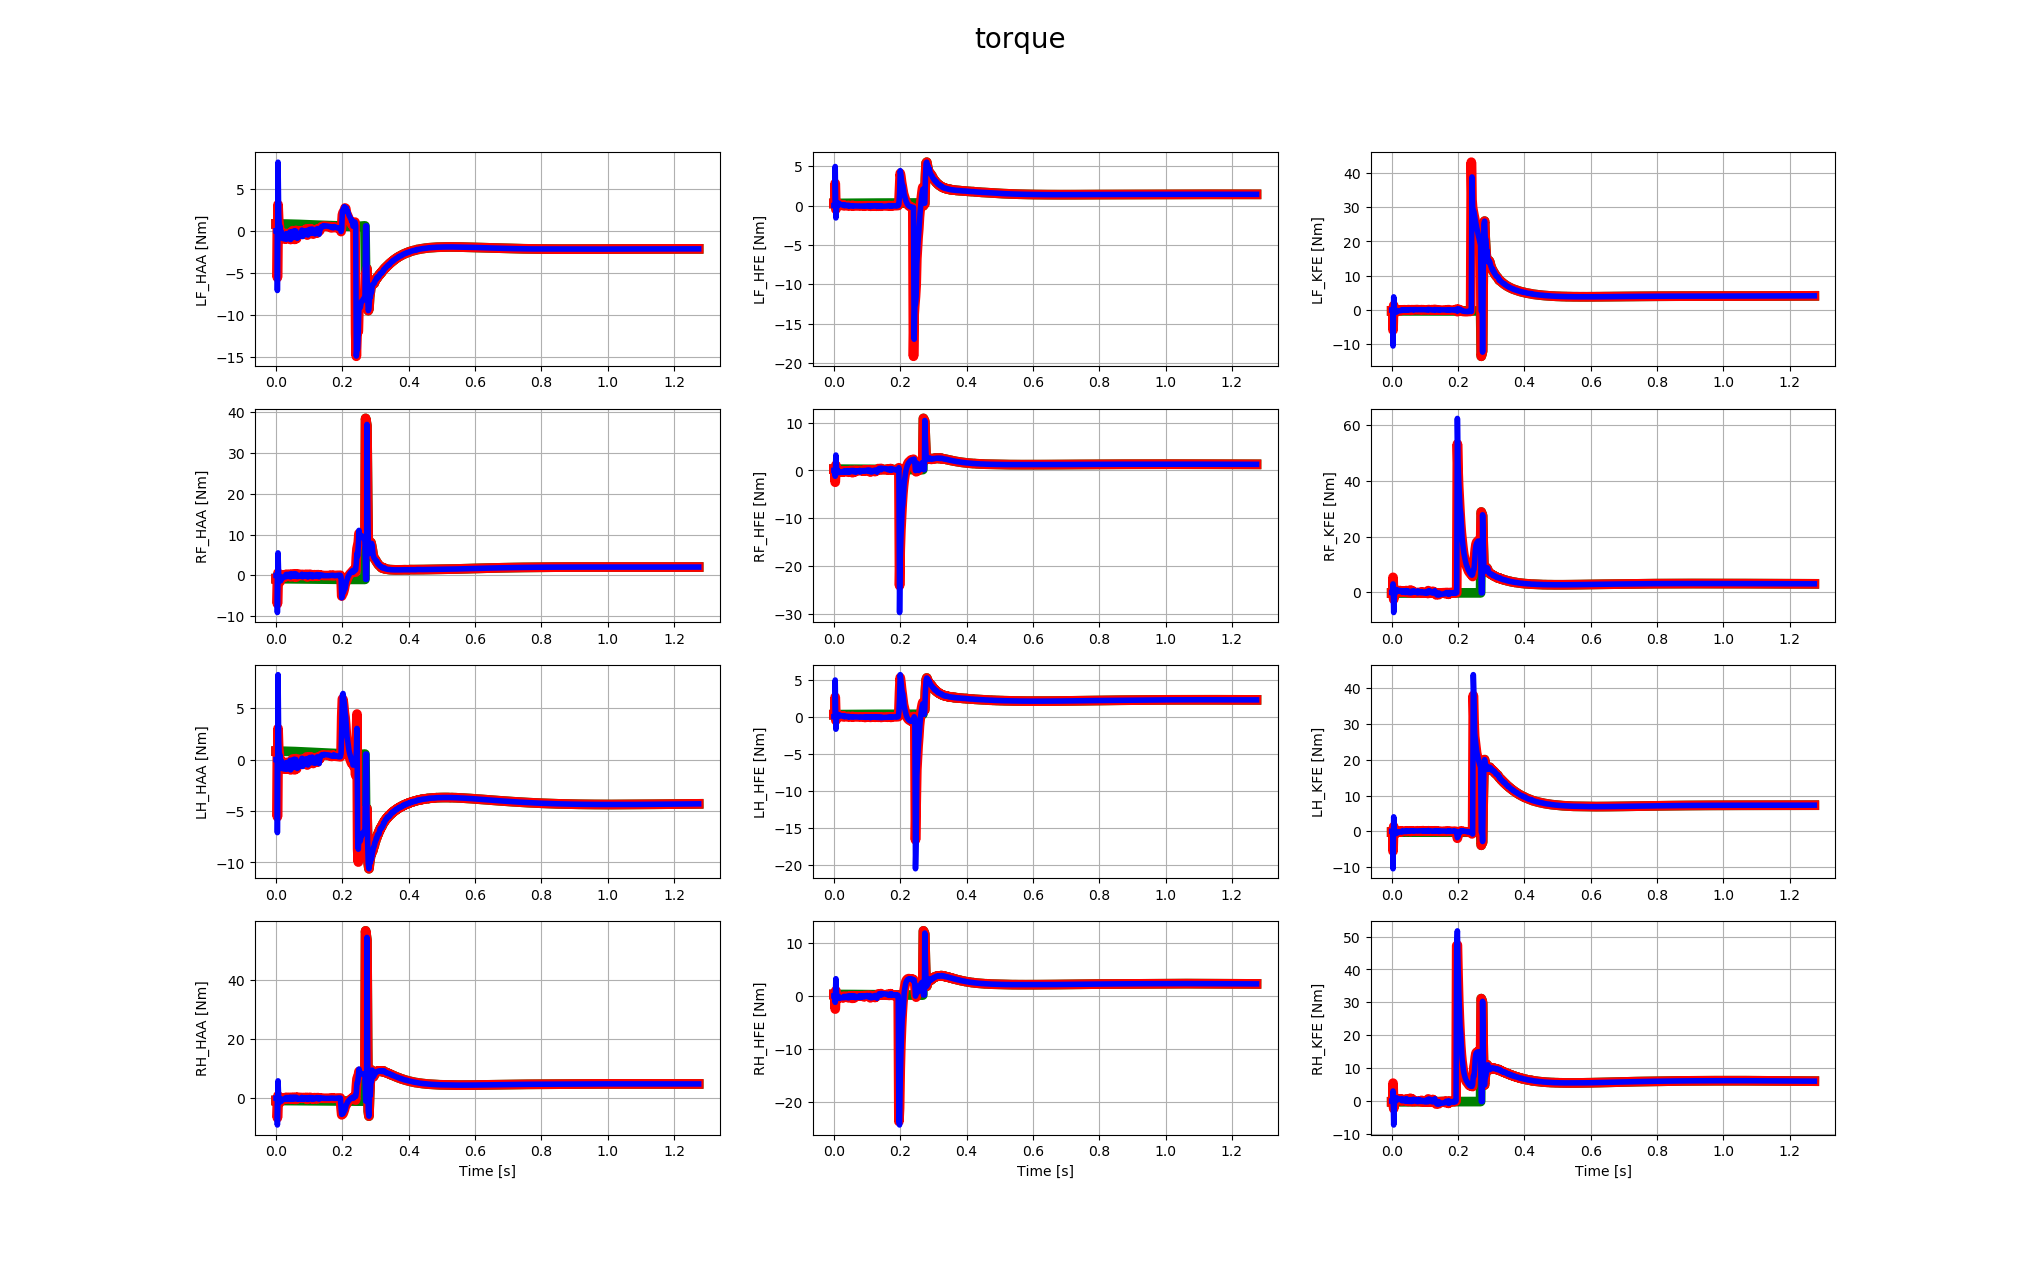 torque
LF_HAA [Nm]
5
0
−5
−10
−15
0.0 0.2 0.4 0.6 0.8 1.0 1.2
LF_HFE [Nm]
5
0
−5
−10
−15
−20
0.0 0.2 0.4 0.6 0.8 1.0 1.2
LF_KFE [Nm]
40
30
20
10
0
−10
0.0 0.2 0.4 0.6 0.8 1.0 1.2
RF_HAA [Nm]
40
30
20
10
0
−10
0.0 0.2 0.4 0.6 0.8 1.0 1.2
RF_HFE [Nm]
10
0
−10
−20
−30
0.0 0.2 0.4 0.6 0.8 1.0 1.2
RF_KFE [Nm]
60
40
20
0
0.0 0.2 0.4 0.6 0.8 1.0 1.2
LH_HAA [Nm]
5
0
−5
−10
0.0 0.2 0.4 0.6 0.8 1.0 1.2
LH_HFE [Nm]
5
0
−5
−10
−15
−20
0.0 0.2 0.4 0.6 0.8 1.0 1.2
LH_KFE [Nm]
40
30
20
10
0
−10
0.0 0.2 0.4 0.6 0.8 1.0 1.2
RH_HAA [Nm]
40
20
0
0.0 0.2 0.4 0.6 0.8 1.0 1.2
Time [s]
RH_HFE [Nm]
10
0
−10
−20
0.0 0.2 0.4 0.6 0.8 1.0 1.2
Time [s]
RH_KFE [Nm]
50
40
30
20
10
0
−10
0.0 0.2 0.4 0.6 0.8 1.0 1.2
Time [s]